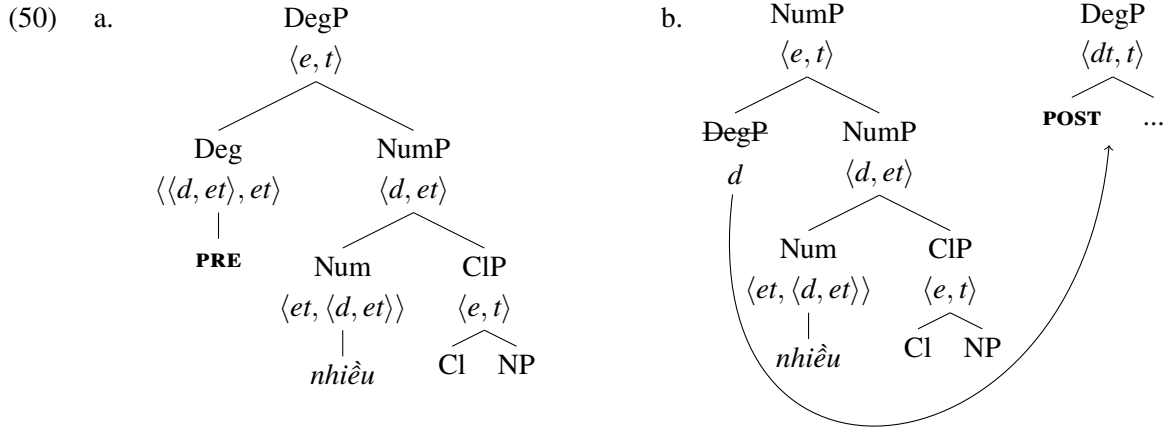 (50) a. DegP b. NumP DegP
⟨e, t⟩ ⟨e, t⟩ ⟨dt, t⟩
Deg NumP DegP NumP POST ...
⟨⟨d, et⟩, et⟩ ⟨d, et⟩ d ⟨d, et⟩
PRE Num ClP Num ClP
⟨et, ⟨d, et⟩⟩ ⟨e, t⟩ ⟨et, ⟨d, et⟩⟩ ⟨e, t⟩
nhiều Cl NP nhiều Cl NP